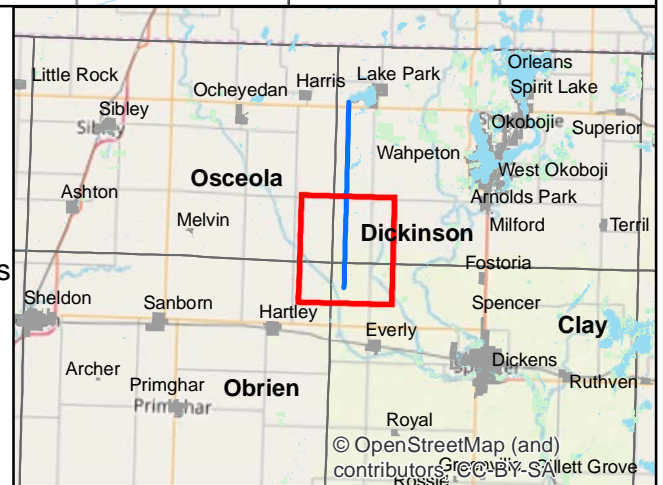 Orleans
Little Rock
Harris
Lake Park
Spirit Lake
Ocheyedan
Sibley
Okoboji
Superior
Wahpeton
Osceola
West Okoboji
Ashton
Arnolds Park
Melvin
Dickinson
Milford
Terril
Fostoria
s
Sheldon
Sanborn
Hartley
Spencer
Everly
Clay
Dickens
Archer
Primghar
Obrien
Primghar
Ruthven
Royal
© OpenStreetMap (and)
contributors, CC-BY-SA
Gillett Grove
Rossie